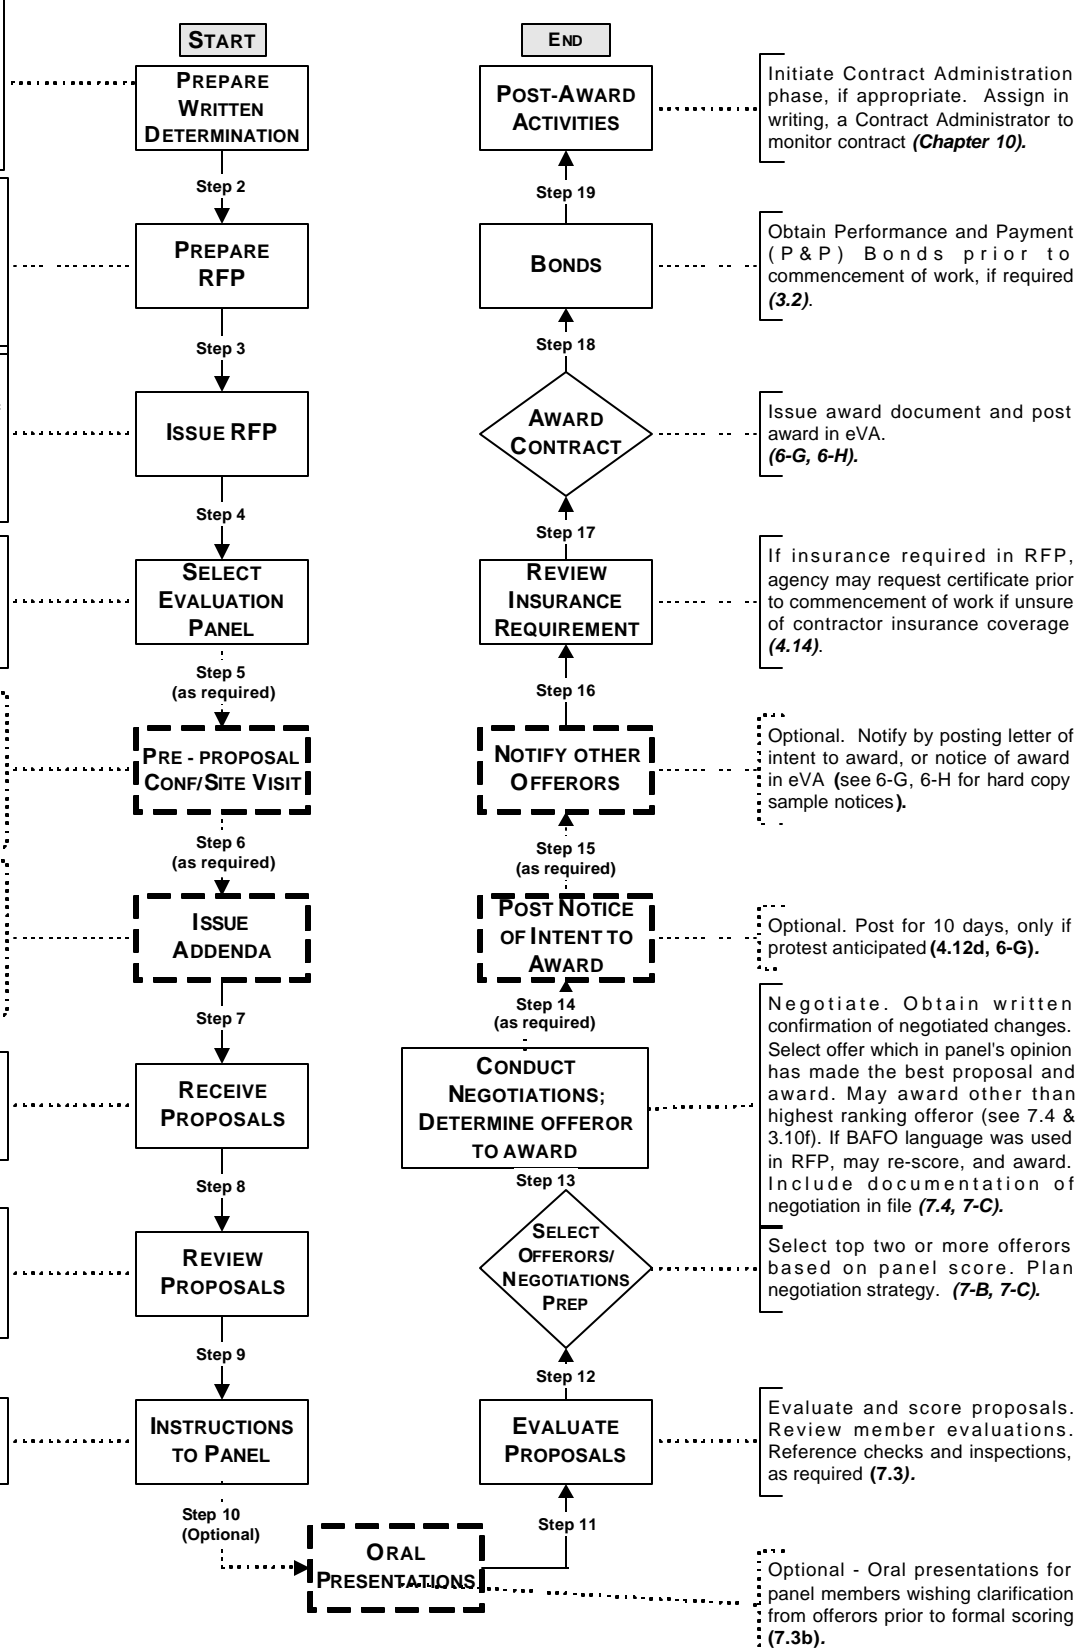 START
PREPARE
WRITTEN
DETERMINATION
Step 2
PREPARE
RFP
Step 3
ISSUE RFP
Step 4
SELECT
EVALUATION
PANEL
Step 5
(as required)
PRE - PROPOSAL
CONF/SITE VISIT
Step 6
(as required)
ISSUE
ADDENDA
Step 7
RECEIVE
PROPOSALS
Step 8
REVIEW
PROPOSALS
Step 9
INSTRUCTIONS
TO PANEL
Step 10
(Optional)
ORAL
PRESENTATIONS
Optional - Oral presentations for
panel members wishing clarification
from offerors prior to formal scoring
(7.3b).
Step 11
EVALUATE
PROPOSALS
Evaluate and score proposals.
Review member evaluations.
Reference checks and inspections,
as required (7.3).
Step 12
SELECT
OFFERORS/
NEGOTIATIONS
PREP
Select top two or more offerors
based on panel score. Plan
negotiation strategy. (7-B, 7-C).
Step 13
CONDUCT
NEGOTIATIONS;
DETERMINE OFFEROR
TO AWARD
Negotiate. Obtain written
confirmation of negotiated changes.
Select offer which in panel's opinion
has made the best proposal and
award. May award other than
highest ranking offeror (see 7.4 &
3.10f). If BAFO language was used
in RFP, may re-score, and award.
Include documentation of
negotiation in file (7.4, 7-C).
Step 14
(as required)
POST NOTICE
OF INTENT TO
AWARD
Optional. Post for 10 days, only if
protest anticipated (4.12d, 6-G).
Step 15
(as required)
NOTIFY OTHER
OFFERORS
Optional. Notify by posting letter of
intent to award, or notice of award
in eVA (see 6-G, 6-H for hard copy
sample notices).
Step 16
REVIEW
INSURANCE
REQUIREMENT
If insurance required in RFP,
agency may request certificate prior
to commencement of work if unsure
of contractor insurance coverage
(4.14).
Step 17
AWARD
CONTRACT
Issue award document and post
award in eVA.
(6-G, 6-H).
Step 18
BONDS
Obtain Performance and Payment
(P&P) Bonds prior to
commencement of work, if required
(3.2).
Step 19
POST-AWARD
ACTIVITIES
Initiate Contract Administration
phase, if appropriate. Assign in
writing, a Contract Administrator to
monitor contract (Chapter 10).
END